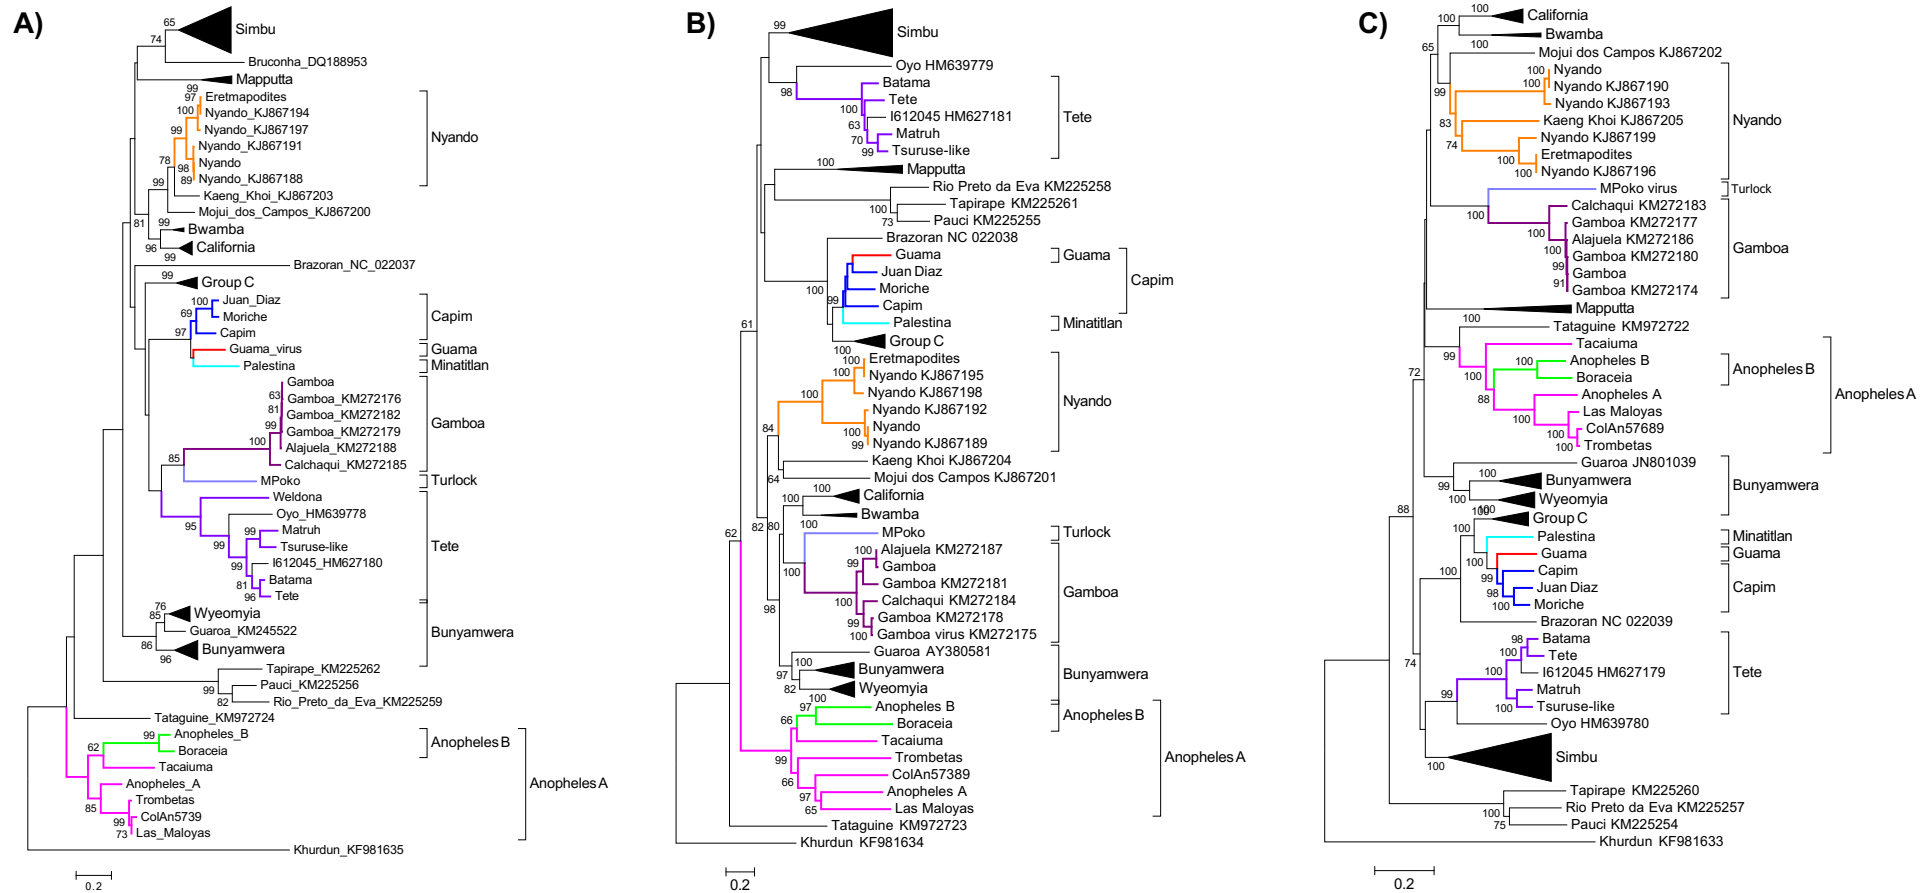 A)
65
Simbu
74
Bruconha_DQ188953
Mapputta
99
97
Eretmapodites
100
Nyando_KJ867194
99
Nyando_KJ867197
Nyando_KJ867191
78
98
Nyando
Nyando
89
Nyando_KJ867188
99
Kaeng_Khoi_KJ867203
Mojui_dos_Campos_KJ867200
81
99
Bwamba
96
California
99
Brazoran_NC_022037
99
Group C
100
Juan_Diaz
69
Moriche
Capim
97
Capim
Guama_virus
Guama
Palestina
Minatitlan
Gamboa
63
Gamboa_KM272176
81
Gamboa_KM272182
Gamboa
99
Gamboa_KM272179
100
Alajuela_KM272188
85
Calchaqui_KM272185
MPoko
Turlock
Weldona
95
Oyo_HM639778
99
Matruh
99
Tsuruse-like
Tete
99
I612045_HM627180
81
Batama
96
Tete
76
85
Wyeomyia
Guaroa_KM245522
Bunyamwera
86
Bunyamwera
96
Tapirape_KM225262
99
Pauci_KM225256
82
Rio_Preto_da_Eva_KM225259
Tataguine_KM972724
Anopheles_B
99
62
Boraceia
Anopheles B
Tacaiuma
Anopheles_A
Anopheles A
85
Trombetas
99
ColAn5739
73
Las_Maloyas
Khurdun_KF981635
0.2
B)
99
Simbu
Oyo HM639779
98
Batama
Tete
100
I612045 HM627181
Tete
63
Matruh
70
99
Tsuruse-like
100
Mapputta
Rio Preto da Eva KM225258
Tapirape KM225261
100
73
Pauci KM225255
Brazoran NC 022038
Guama
Guama
Juan Diaz
Capim
100
Moriche
99
Capim
Palestina
Minatitlan
Group C
100
61
Eretmapodites
100
100
Nyando KJ867195
100
Nyando KJ867198
Nyando
Nyando KJ867192
84
100
Nyando
99
Nyando KJ867189
Kaeng Khoi KJ867204
64
Mojui dos Campos KJ867201
100
California
100
100
Bwamba
62
82
80
100
MPoko
Turlock
Alajuela KM272187
100
99
Gamboa
100
Gamboa KM272181
Gamboa
100
Calchaqui KM272184
98
99
Gamboa KM272178
100
Gamboa virus KM272175
Guaroa AY380581
100
97
Bunyamwera
Bunyamwera
82
Wyeomyia
100
97
Anopheles B
66
Boraceia
Anopheles B
Tacaiuma
99
Trombetas
Anopheles A
66
ColAn57389
97
Anopheles A
65
Las Maloyas
Tataguine KM972723
Khurdun KF981634
0.2
C)
100
California
100
100
Bwamba
65
Mojui dos Campos KJ867202
100
Nyando
100
Nyando KJ867190
99
100
Nyando KJ867193
Nyando
83
Kaeng Khoi KJ867205
74
Nyando KJ867199
100
Eretmapodites
100
Nyando KJ867196
MPoko virus
Turlock
100
Calchaqui KM272183
Gamboa KM272177
100
Alajuela KM272186
100
Gamboa KM272180
Gamboa
99
Gamboa
91
Gamboa KM272174
100
Mapputta
100
Tataguine KM972722
99
Tacaiuma
100
Anopheles B
100
Boraceia
Anopheles B
72
88
Anopheles A
Anopheles A
100
Las Maloyas
100
ColAn57689
100
Trombetas
Guaroa JN801039
100
99
Bunyamwera
Bunyamwera
100
Wyeomyia
100
88
100
Group C
Palestina
Minatitlan
100
Guama
Guama
100
99
Capim
98
Juan Diaz
Capim
100
Moriche
Brazoran NC 022039
98
Batama
74
100
Tete
100
I612045 HM627179
Tete
99
Matruh
100
Tsuruse-like
Oyo HM639780
Simbu
100
Tapirape KM225260
100
Rio Preto da Eva KM225257
75
Pauci KM225254
Khurdun KF981633
0.2